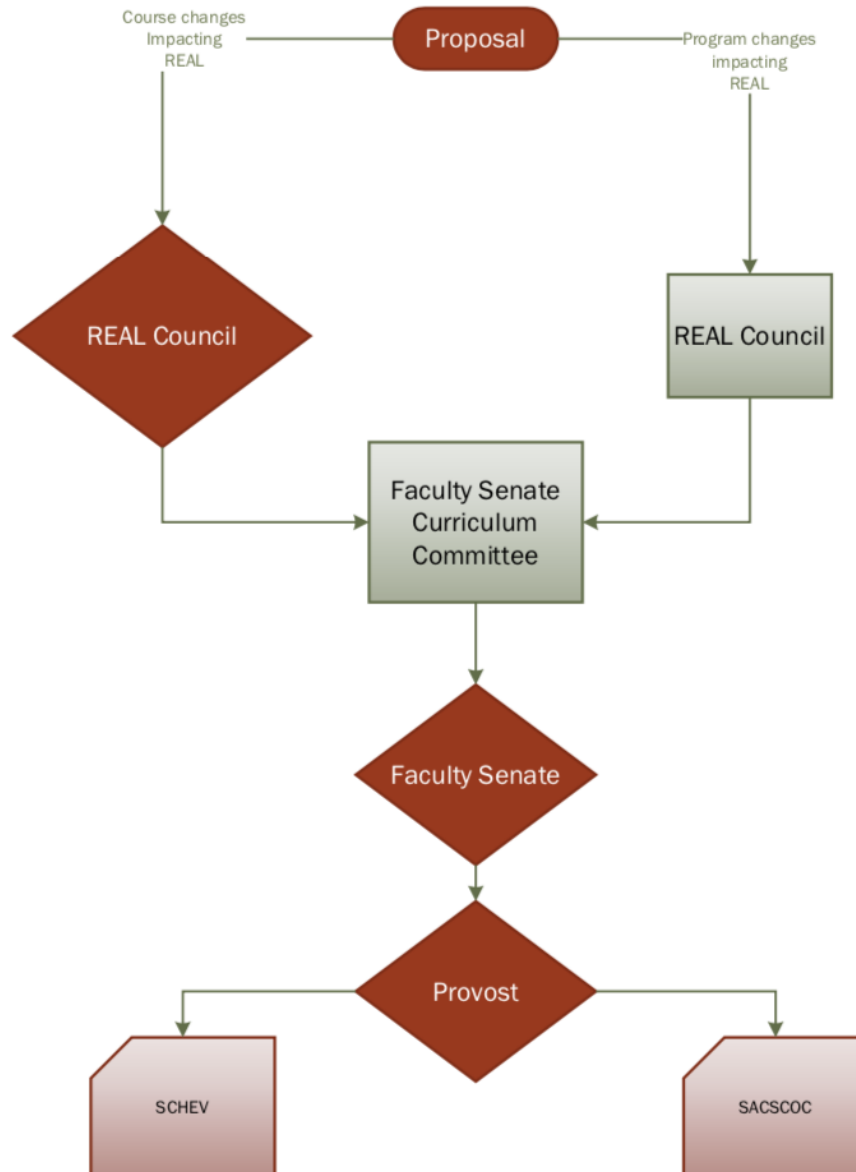 Course changes
Impacting
REAL
Proposal
Program changes
impacting
REAL
REAL Council
REAL Council
Faculty Senate
Curriculum
Committee
Faculty Senate
Provost
SCHEV
SACSCOC